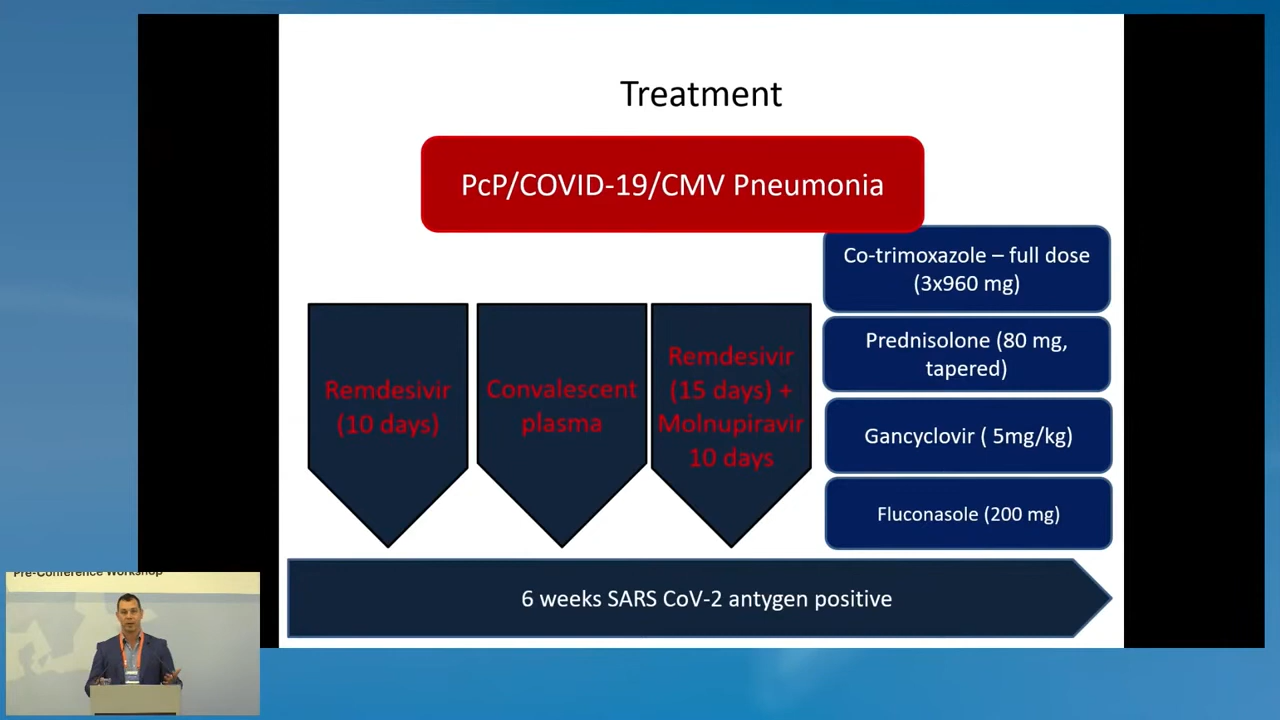 Treatment
PcP/COVID-19/CMV Pneumonia
Remdesivir
(10 days)
Convalescent
plasma
Remdesivir
(15 days) +
Molnupiravir
10 days
Co-trimoxazole – full dose
(3x960 mg)
Prednisolone (80 mg,
tapered)
Gancyclovir ( 5mg/kg)
Fluconasole (200 mg)
6 weeks SARS CoV-2 antygen positive
Pre-Conference Workshop